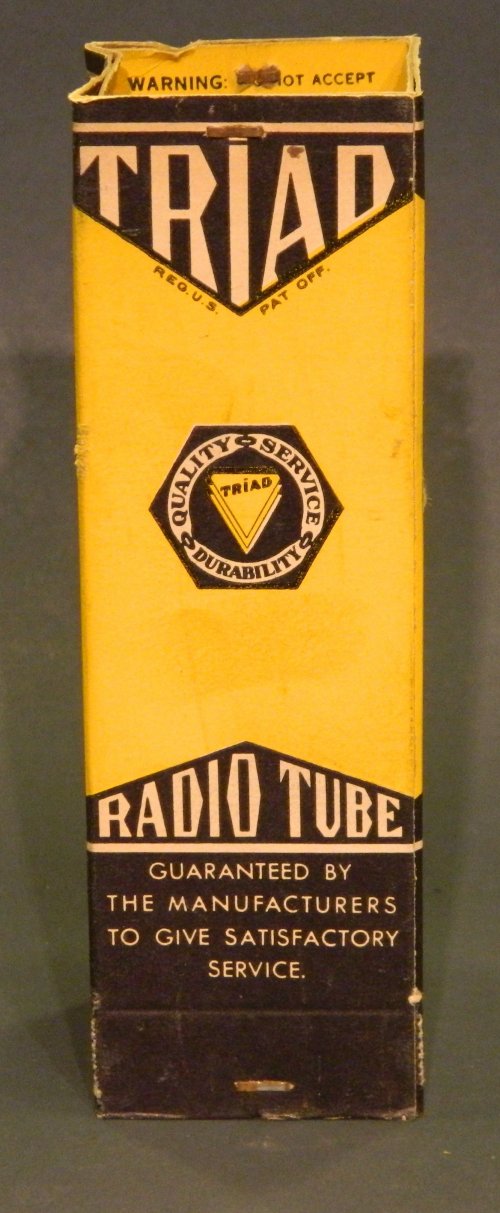 WARNING: NOT ACCEPT
TRIAD
REG. U.S. PAT OFF.
QUALITY SERVICE
TRIAD
DURABILITY
RADIO TUBE
GUARANTEED BY
THE MANUFACTURERS
TO GIVE SATISFACTORY
SERVICE.